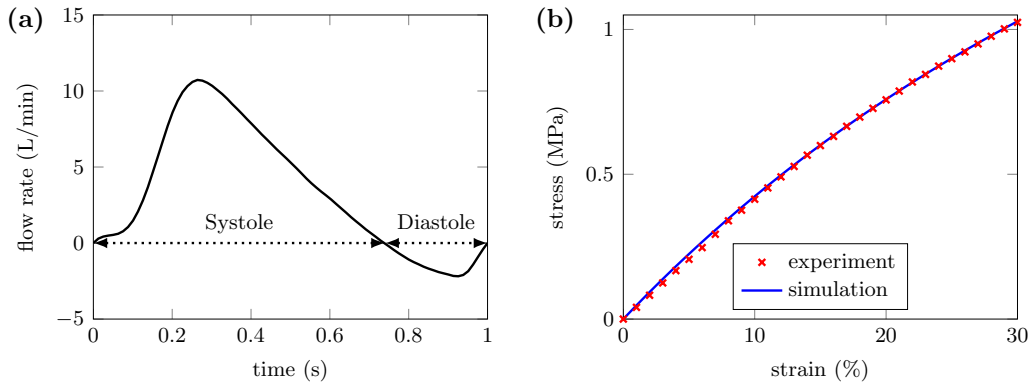 (a)
flow rate (L/min)
15
10
5
0
−5
Systole
Diastole
0
0.2
0.4
0.6
0.8
1
time (s)
(b)
stress (MPa)
1
0.5
0
experiment
simulation
0
10
20
30
strain (%)